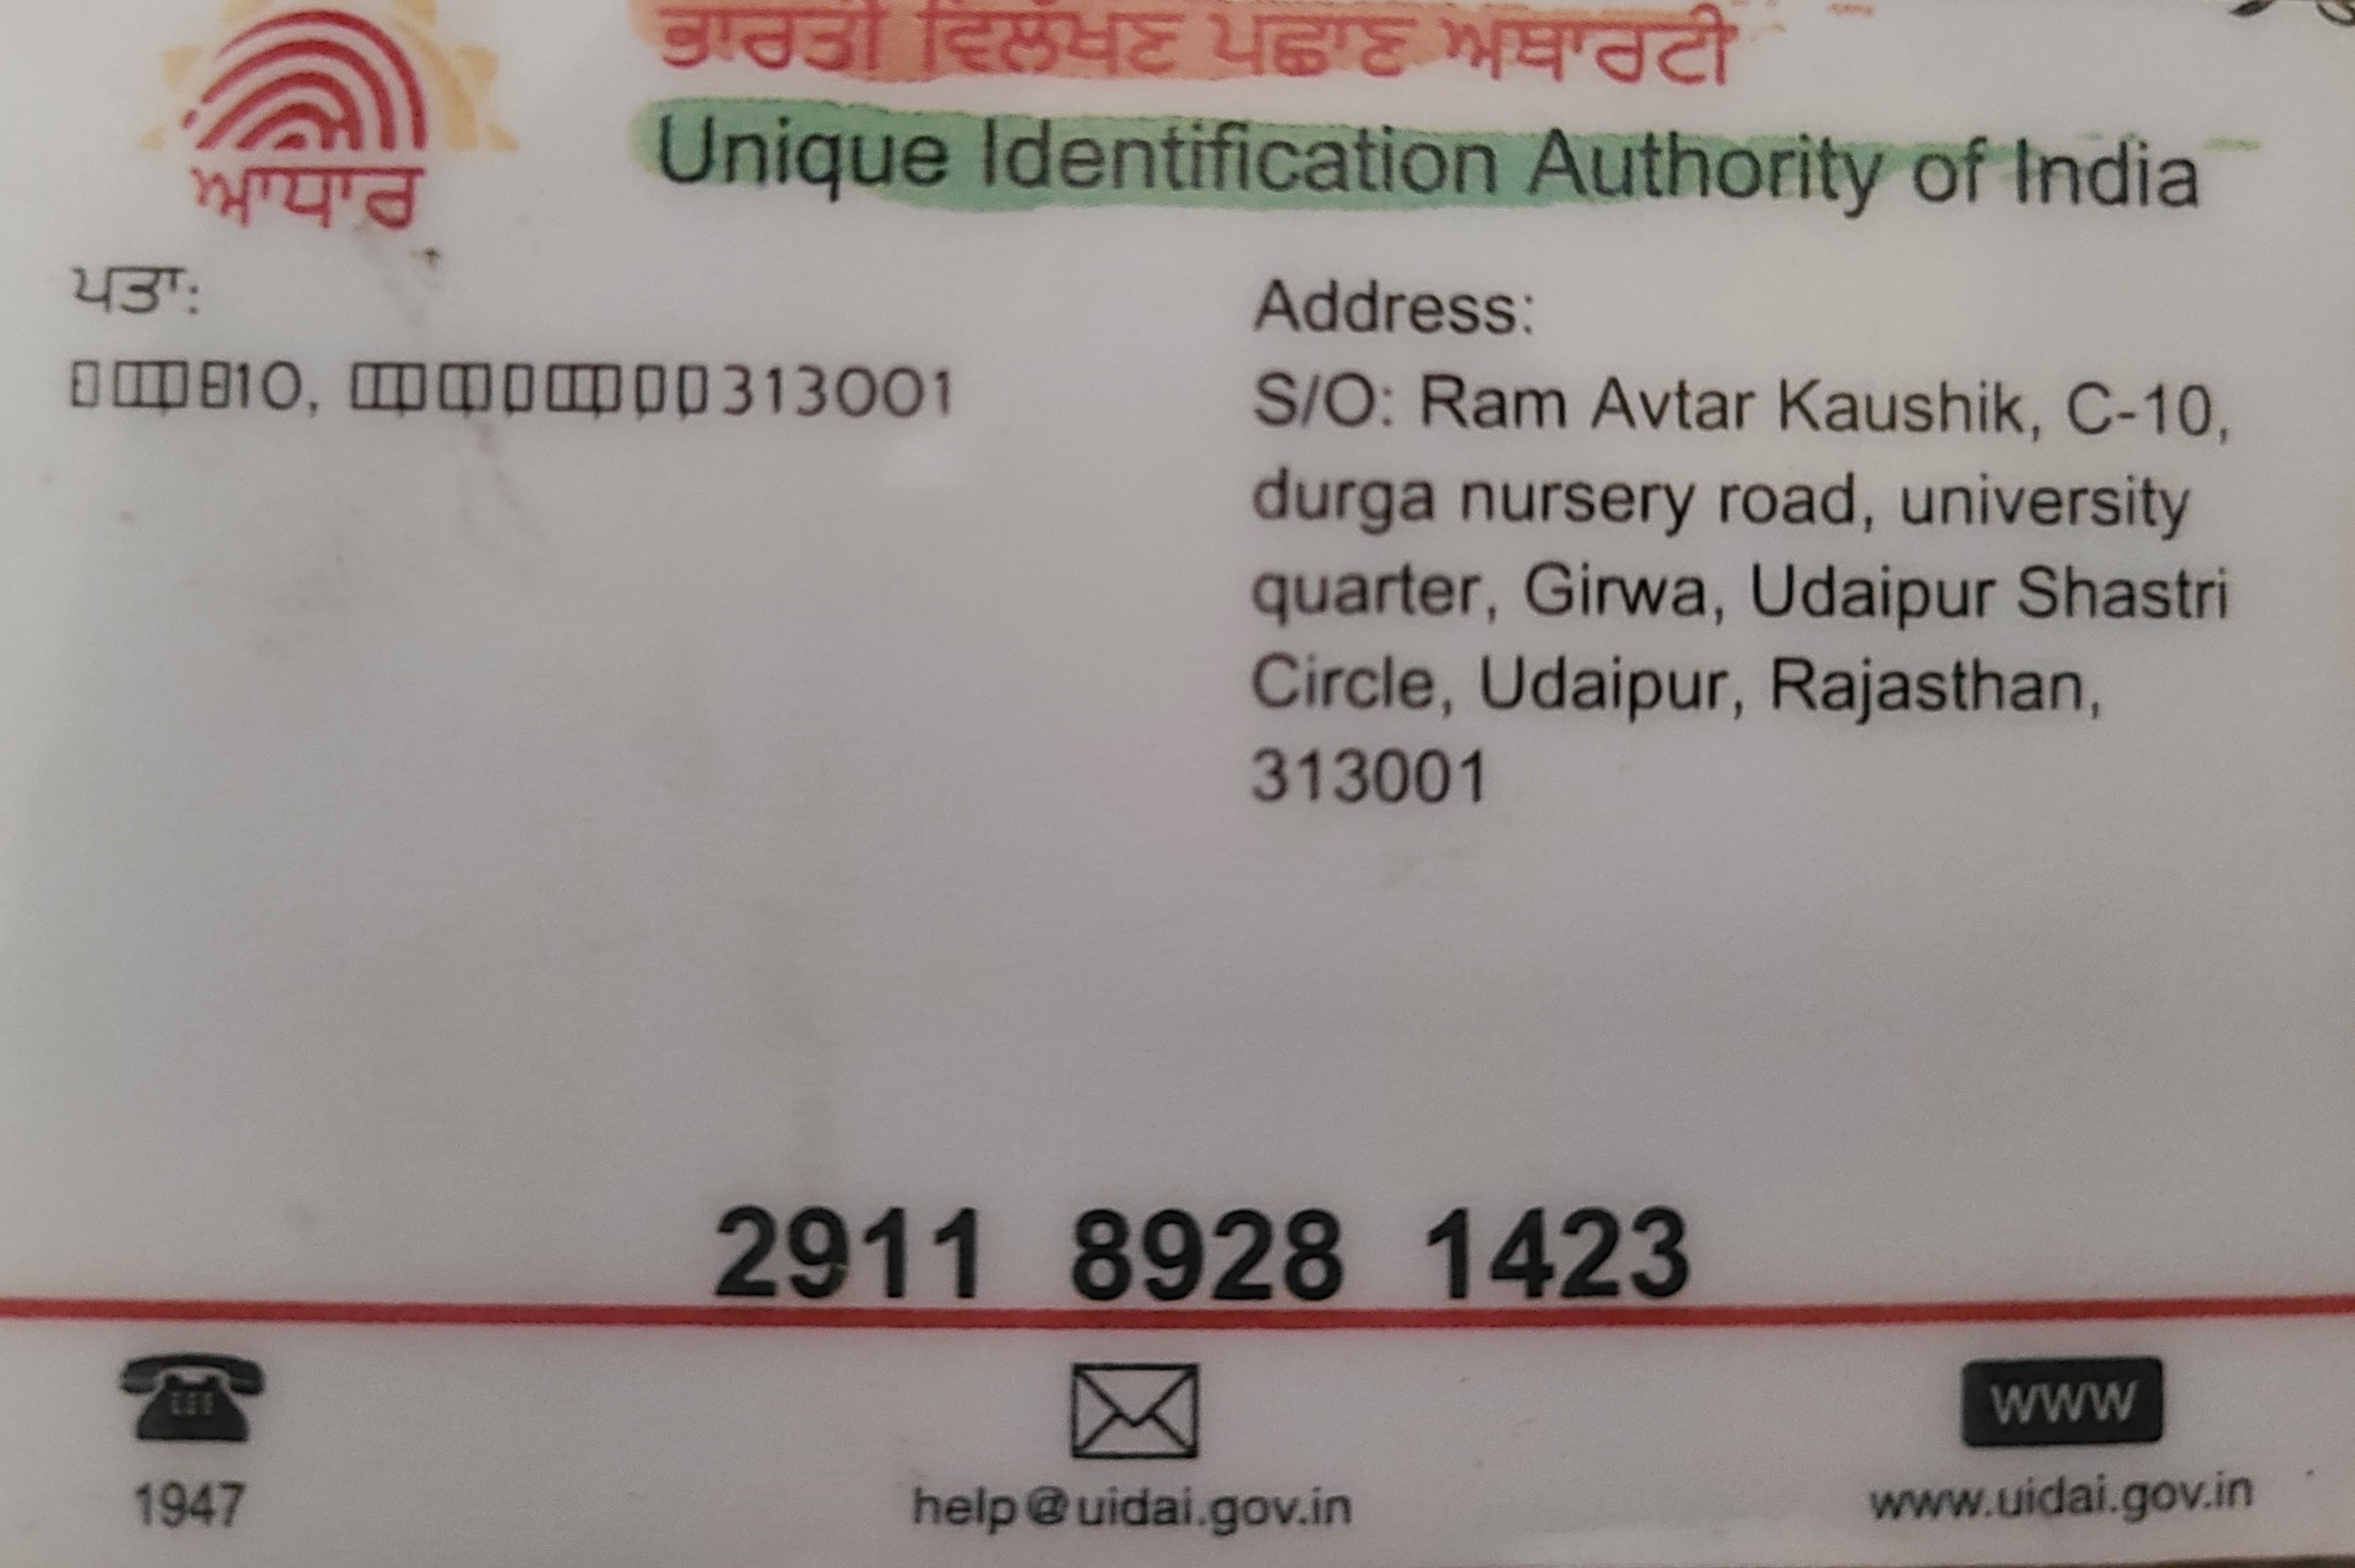 ਭਾਰਤੀ ਵਿਲੱਖਣ ਪਛਾਣ ਅਥਾਰਟੀ
Unique Identification Authority of India
ਆਧਾਰ
ਪਤਾ:
10, 313001
Address:
S/O: Ram Avtar Kaushik, C-10,
durga nursery road, university
quarter, Girwa, Udaipur Shastri
Circle, Udaipur, Rajasthan,
313001
2911 8928 1423
www
1947
help@uidai.gov.in
www.uidai.gov.in